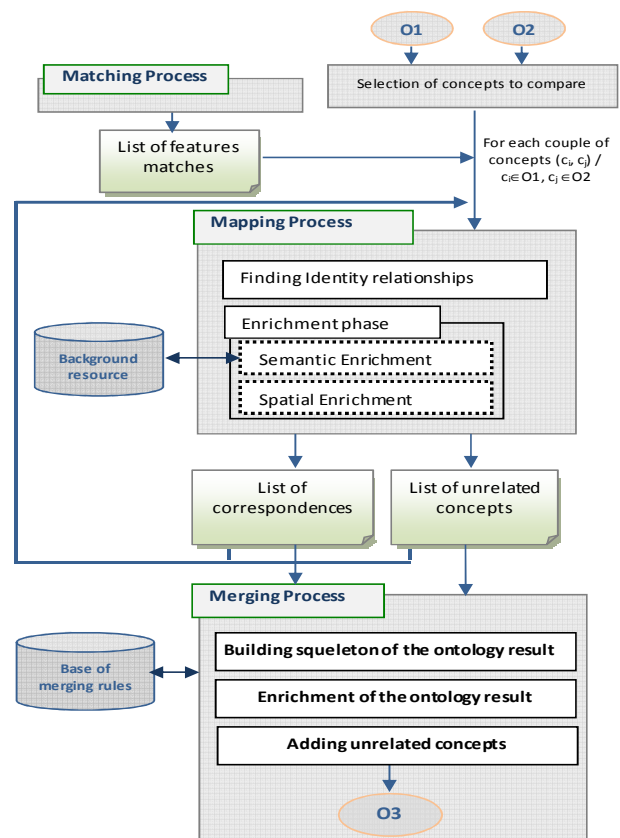 O1
O2
Matching Process
Selection of concepts to compare
List of features
matches
For each couple of
concepts (cᵢ, cⱼ) /
cᵢ∈O1, cⱼ ∈O2
Mapping Process
Finding Identity relationships
Enrichment phase
Semantic Enrichment
Spatial Enrichment
Background
resource
List of
correspondences
List of unrelated
concepts
Merging Process
Building squeleton of the ontology result
Enrichment of the ontology result
Adding unrelated concepts
Base of
merging rules
O3